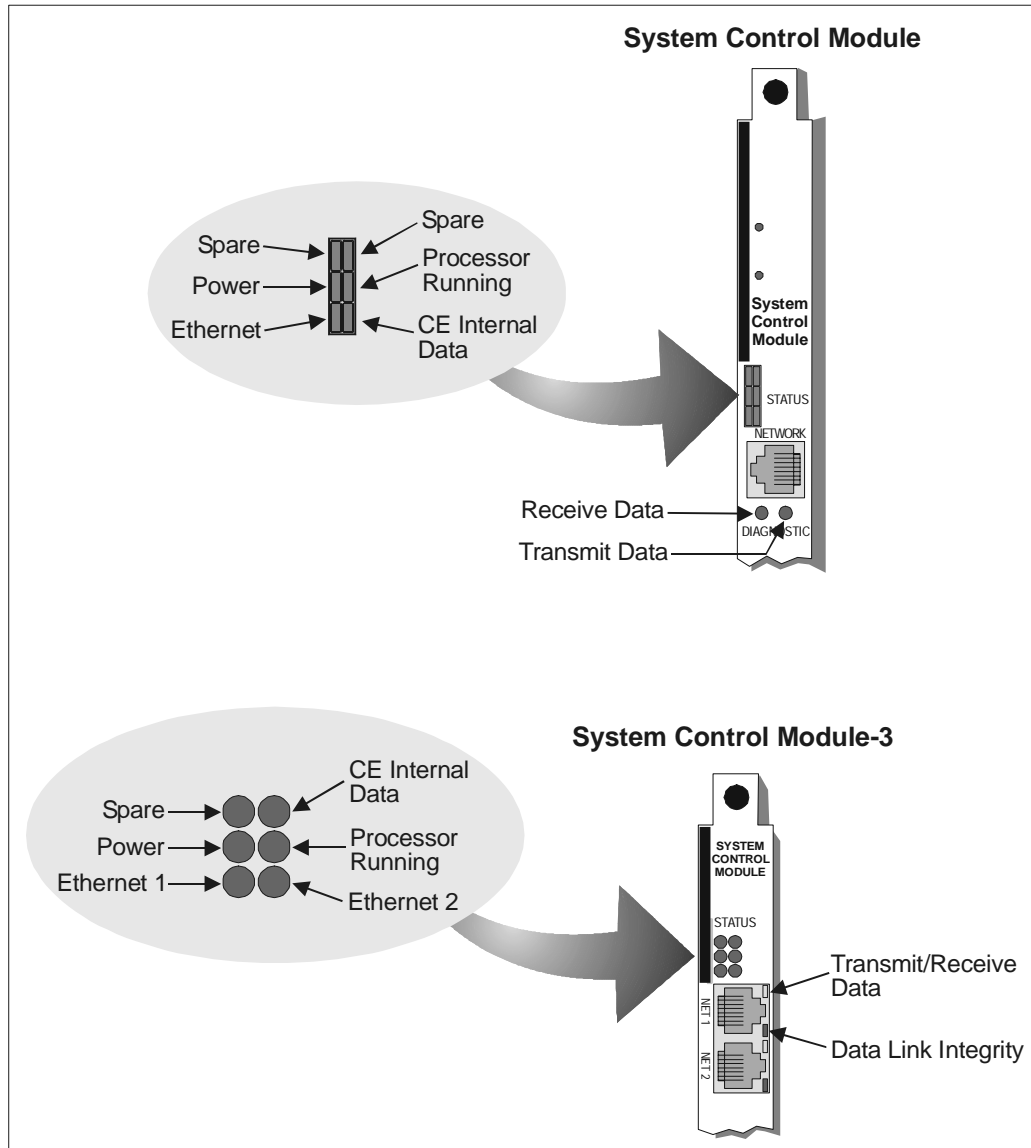 System Control Module
Spare
Spare
Power
Processor
Running
Ethernet
CE Internal
Data
System
Control
Module
STATUS
NETWORK
Receive Data
DIAGNOSTIC
Transmit Data
System Control Module-3
CE Internal
Data
Spare
Power
Processor
Running
Ethernet 1
Ethernet 2
SYSTEM
CONTROL
MODULE
STATUS
NET 1
NET 2
Transmit/Receive
Data
Data Link Integrity